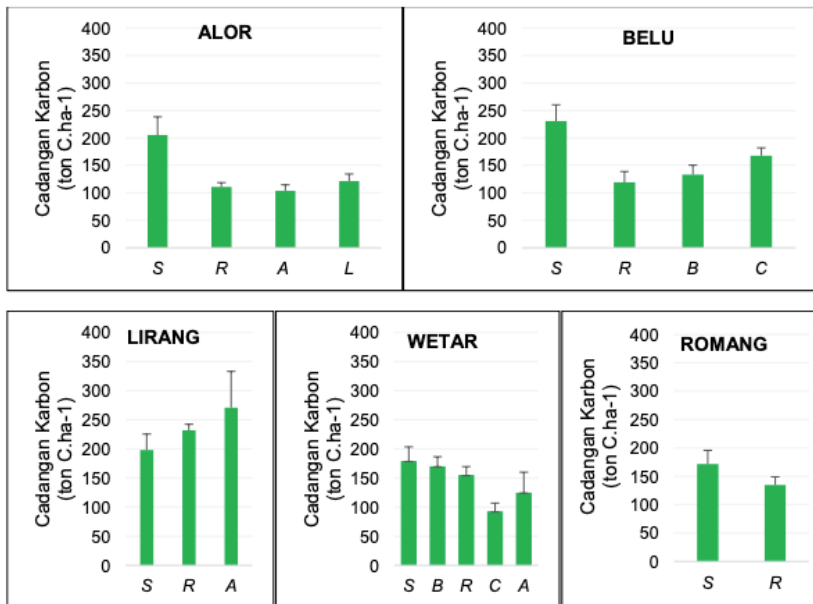 ALOR
Cadangan Karbon
(ton C.ha-1)
400
350
300
250
200
150
100
50
0
S R A L
BELU
Cadangan Karbon
(ton C.ha-1)
400
350
300
250
200
150
100
50
0
S R B C
LIRANG
Cadangan Karbon
(ton C.ha-1)
400
350
300
250
200
150
100
50
0
S R A
WETAR
Cadangan Karbon
(ton C.ha-1)
400
350
300
250
200
150
100
50
0
S B R C A
ROMANG
Cadangan Karbon
(ton C.ha-1)
400
350
300
250
200
150
100
50
0
S R